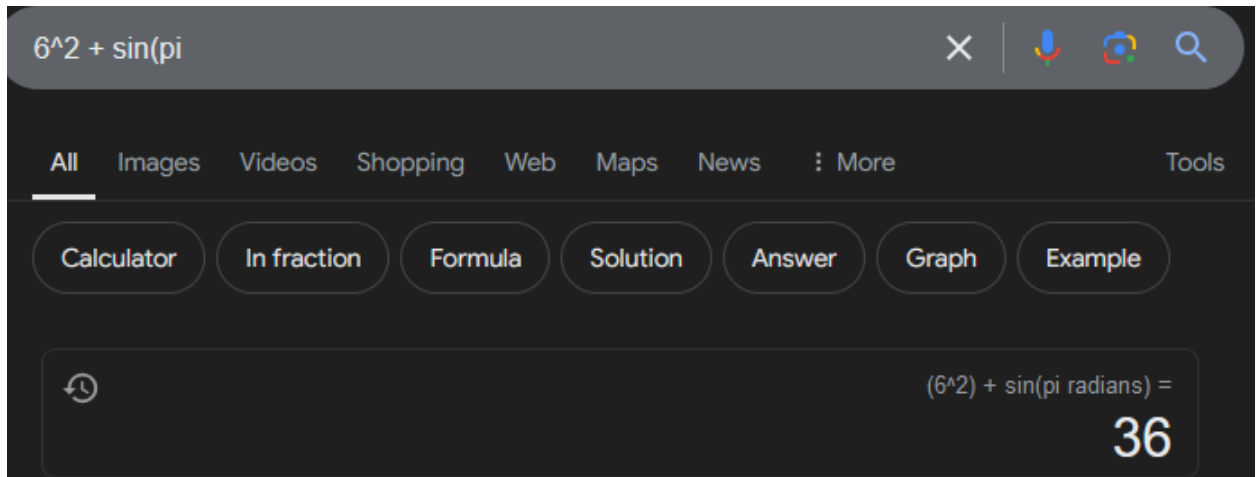 6^2 + sin(pi
All Images Videos Shopping Web Maps News More Tools
Calculator In fraction Formula Solution Answer Graph Example
(6^2) + sin(pi radians) =
36